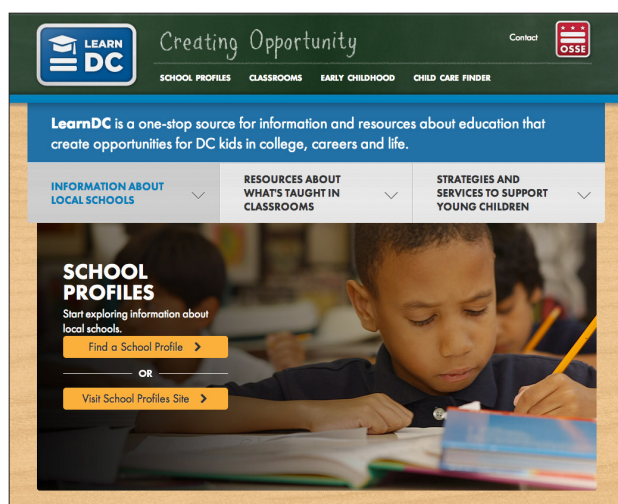 LEARN
DC
Creating Opportunity
Contact
OSSE
SCHOOL PROFILES CLASSROOMS EARLY CHILDHOOD CHILD CARE FINDER
LearnDC is a one-stop source for information and resources about education that
create opportunities for DC kids in college, careers and life.
INFORMATION ABOUT
LOCAL SCHOOLS
RESOURCES ABOUT
WHAT'S TAUGHT IN
CLASSROOMS
STRATEGIES AND
SERVICES TO SUPPORT
YOUNG CHILDREN
SCHOOL
PROFILES
Start exploring information about
local schools.
Find a School Profile
OR
Visit School Profiles Site